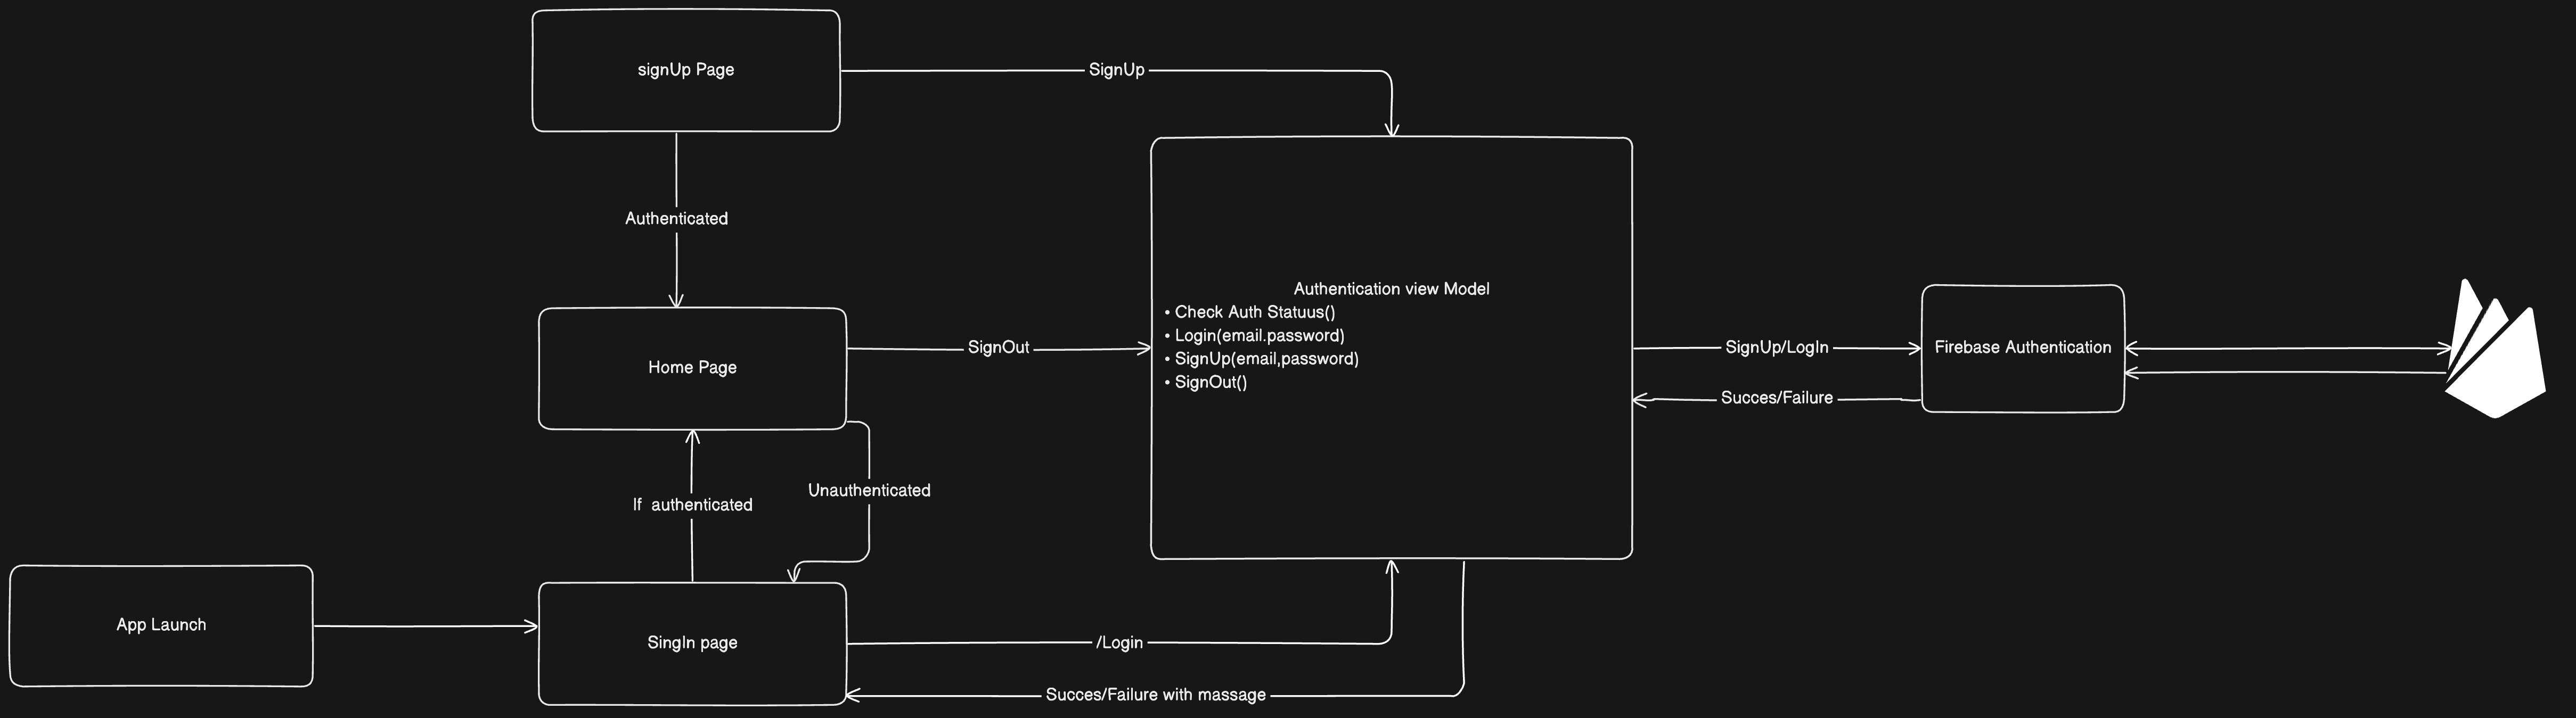 signUp Page
SignUp
Authenticated
Authentication view Model
• Check Auth Statuus()
• Login(email.password)
• SignUp(email,password)
• SignOut()
Home Page
SignOut
SignUp/LogIn
Firebase Authentication
Succes/Failure
If authenticated
Unauthenticated
App Launch
SingIn page
/Login
Succes/Failure with massage